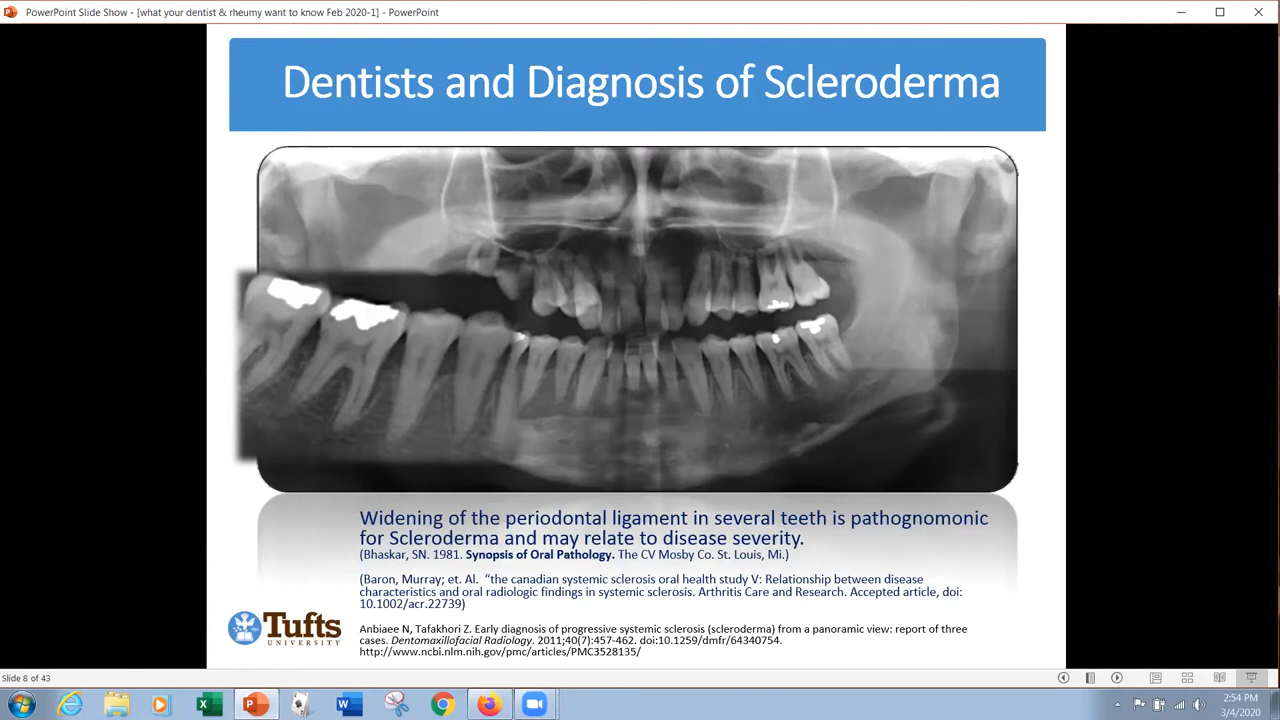 PowerPoint Slide Show - [what your dentist & rheumy want to know Feb 2020-1] - PowerPoint
Dentists and Diagnosis of Scleroderma
Widening of the periodontal ligament in several teeth is pathognomonic
for Scleroderma and may relate to disease severity.
(Bhaskar, SN. 1981. Synopsis of Oral Pathology. The CV Mosby Co. St. Louis, Mi.)
(Baron, Murray; et. Al. “the canadian systemic sclerosis oral health study V: Relationship between disease
characteristics and oral radiologic findings in systemic sclerosis. Arthritis Care and Research. Accepted article, doi:
10.1002/acr.22739)
Tufts
UNIVERSITY
Anbiaee N, Tafakhori Z. Early diagnosis of progressive systemic sclerosis (scleroderma) from a panoramic view: report of three
cases. Dentomaxillofacial Radiology. 2011;40(7):457-462. doi:10.1259/dmfr/64340754.
http://www.ncbi.nlm.nih.gov/pmc/articles/PMC3528135/
Slide 8 of 43
2:54 PM
3/4/2020